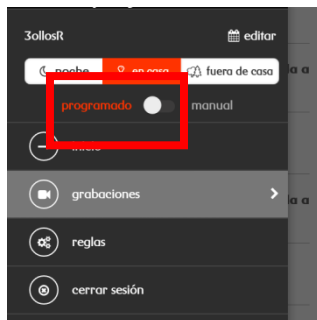 3ollosR editar
noche en casa fuera de casa
programado manual
inicio
grabaciones
reglas
cerrar sesión